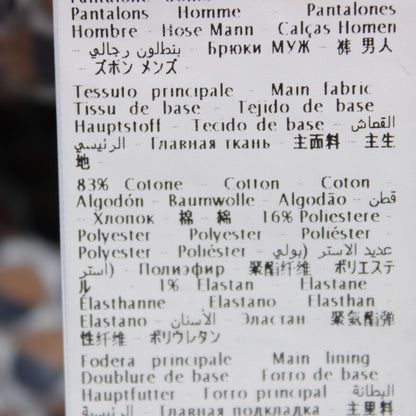 Pantalons Homme - Pantalones
Hombre - Hose Mann - Calças Homen
- بنطلون رجالي - Брюки МУЖ - 裤 男人
- ズボン メンズ -
Tessuto principale - Main fabric
Tissu de base - Tejido de base -
Hauptstoff - Tecido de base - القماش
الرئيسي - Главная ткань - 主面料 - 主生
地 -
83% Cotone - Cotton - Coton -
Algodón - Baumwolle - Algodão - قطن
- Хлопок - 棉 - 綿 - 16% Poliestere -
Polyester - Polyester - Poliéster -
Polyester - Poliéster - عديد الاستر (بولي
استر) - Полиэфир - 聚酯纤维 - ポリエステ
ル - 1% Elastan - Elastane -
Élasthanne - Elastano - Elasthan -
Elastano - الأستان - Эластан - 聚氨酯弹
性纤维 - ポリウレタン -
Fodera principale - Main lining -
Doublure de base - Forro de base -
Hauptfutter - Forro principal - البطانة
الرئيسية - Главная подкладка - 主里料